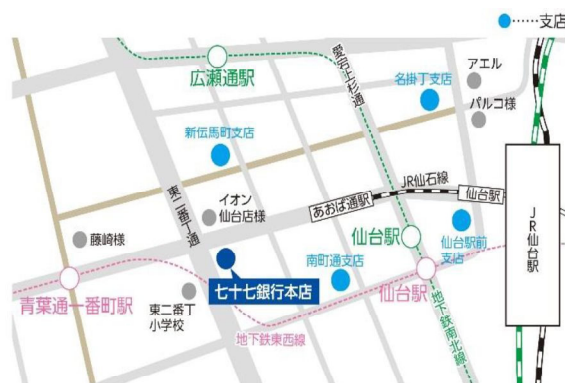 ●……支店
広瀬通駅
愛宕上杉通
アエル
名掛丁支店
パルコ様
新伝馬町支店
東二番丁通
イオン
仙台店様
JR仙石線
あおば通駅
仙台駅
JR仙台駅
藤崎様
仙台駅
仙台駅前
支店
南町通支店
仙台駅
七十七銀行本店
青葉通一番町駅
東二番丁
小学校
地下鉄東西線
地下鉄南北線